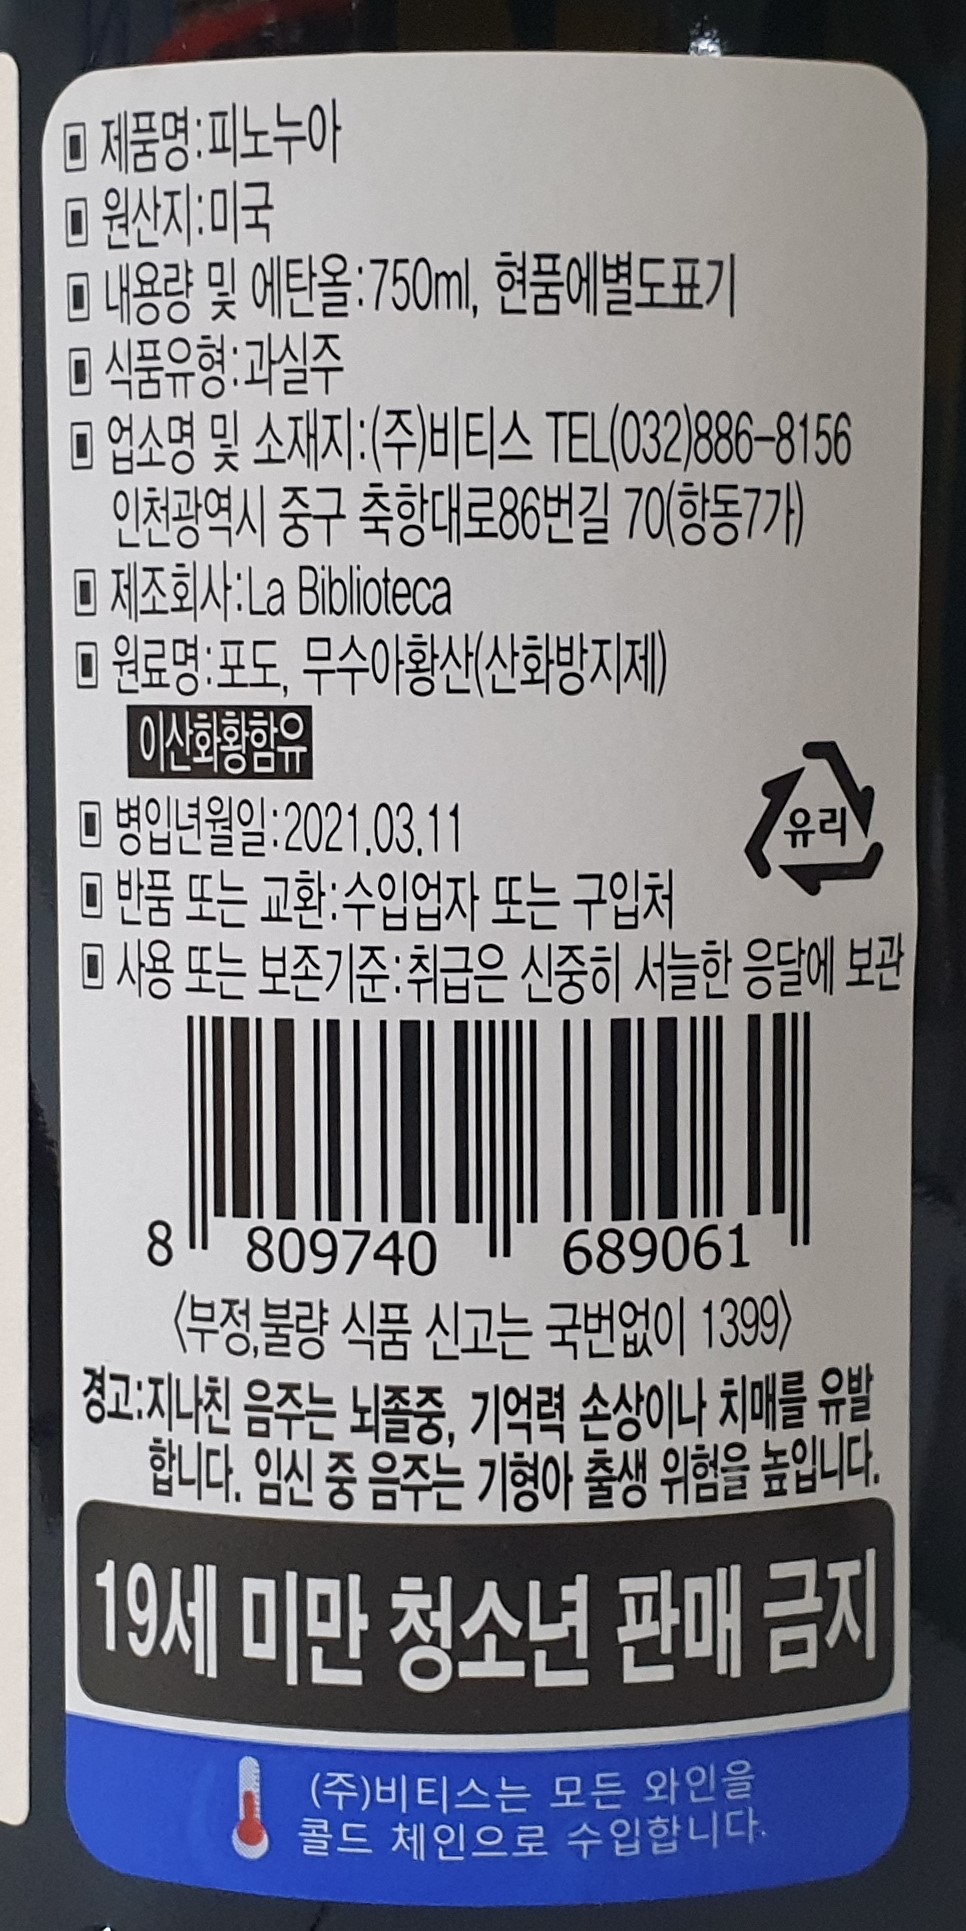 ▣ 제품명:피노누아
▣ 원산지:미국
▣ 내용량 및 에탄올:750ml, 현품에별도표기
▣ 식품유형:과실주
▣ 업소명 및 소재지:(주)비티스 TEL(032)886-8156
인천광역시 중구 축항대로86번길 70(항동7가)
▣ 제조회사:La Biblioteca
▣ 원료명:포도, 무수아황산(산화방지제)
이산화황함유
▣ 병입년월일:2021.03.11
유리
▣ 반품 또는 교환:수입업자 또는 구입처
▣ 사용 또는 보존기준:취급은 신중히 서늘한 응달에 보관
8 809740 689061
〈부정,불량 식품 신고는 국번없이 1399〉
경고:지나친 음주는 뇌졸중, 기억력 손상이나 치매를 유발
합니다. 임신 중 음주는 기형아 출생 위험을 높입니다.
19세 미만 청소년 판매 금지
(주)비티스는 모든 와인을
콜드 체인으로 수입합니다.